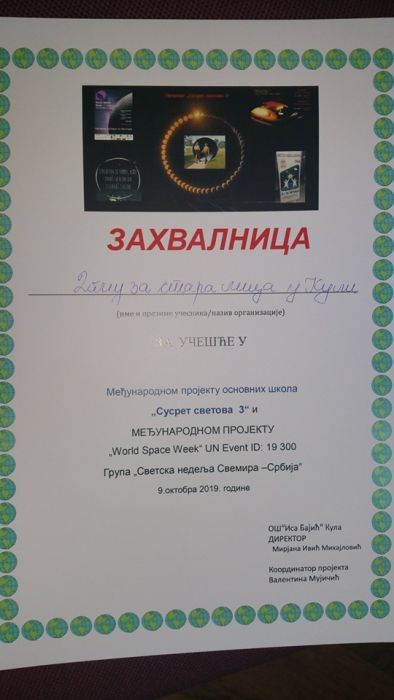 ЗАХВАЛНИЦА
Дому за стара лица у Кули
(име и презиме учесника/назив организације)
ЗА УЧЕШЋЕ У
Међународном пројекту основних школа
„Сусрет светова 3“ и
МЕЂУНАРОДНОМ ПРОЈЕКТУ
„World Space Week“ UN Event ID: 19 300
Група „Светска недеља Свемира –Србија“
9.октобра 2019. године
ОШ“Иса Бајић“ Кула
ДИРЕКТОР
Мирјана Ивић Михајловић
Координатор пројекта
Валентина Мујичић